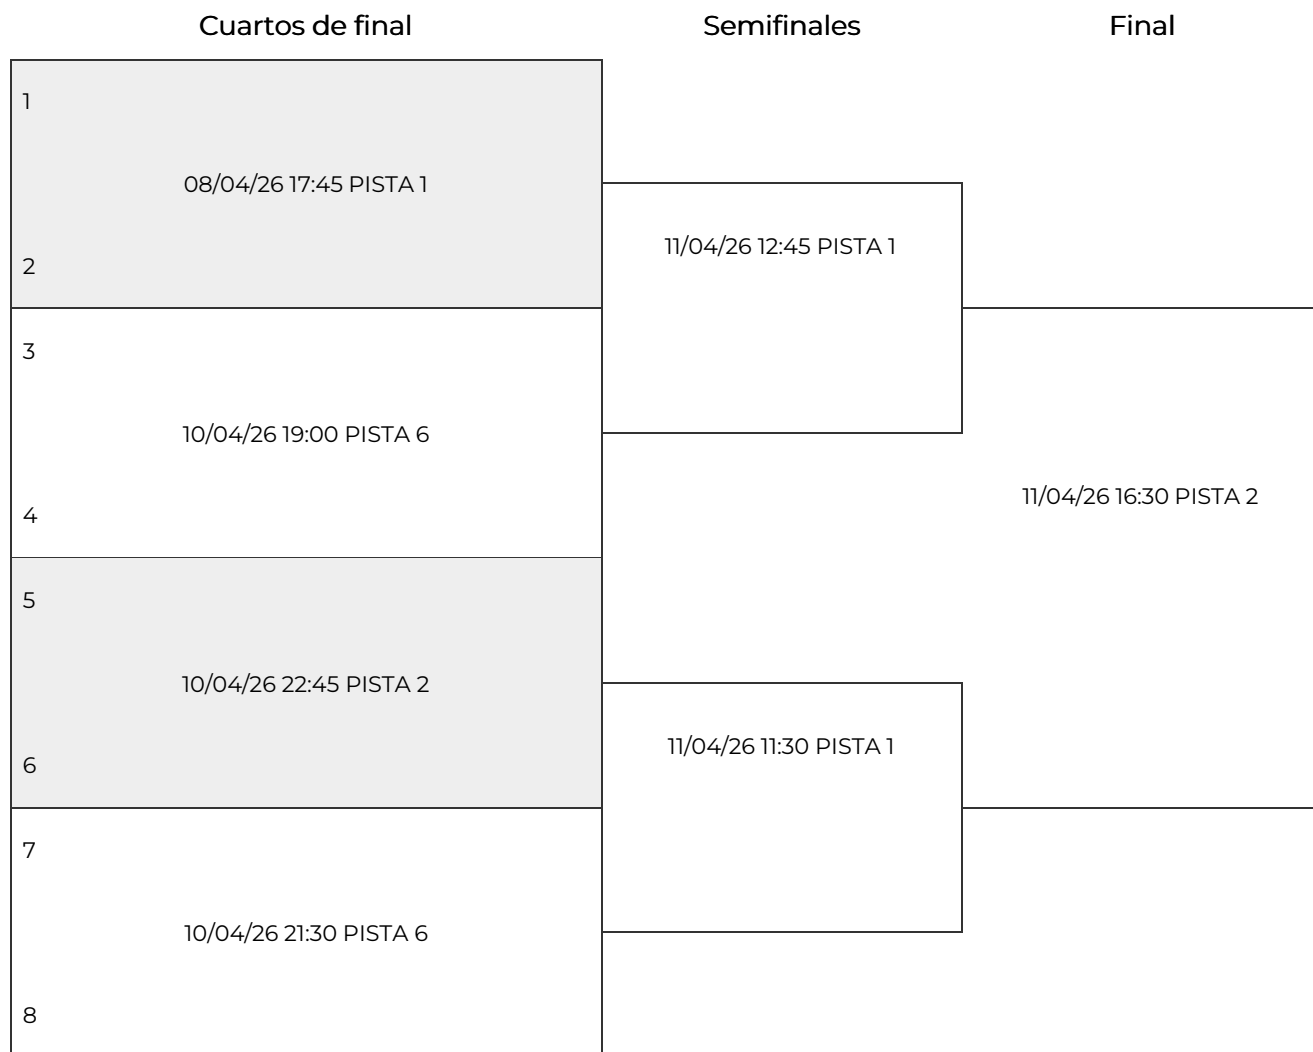 Cuartos de final
Semifinales
Final
1
08/04/26 17:45 PISTA 1
2
3
10/04/26 19:00 PISTA 6
4
5
10/04/26 22:45 PISTA 2
6
7
10/04/26 21:30 PISTA 6
8
11/04/26 12:45 PISTA 1
11/04/26 11:30 PISTA 1
11/04/26 16:30 PISTA 2